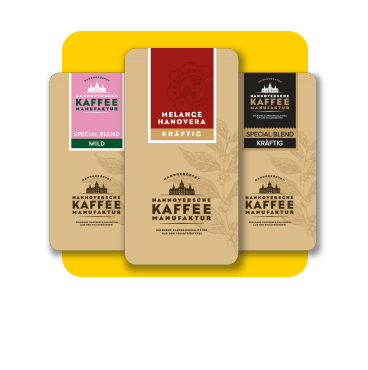 HANNOVERSCHE
KAFFEE
MANUFAKTUR
SPECIAL BLEND
MILD
HANNOVERSCHE
KAFFEE
MANUFAKTUR
MELANGE
HANOVERA
KRÄFTIG
HANNOVERSCHE
KAFFEE
MANUFAKTUR
HANNOVERSCHE
KAFFEE
MANUFAKTUR
SPECIAL BLEND
KRÄFTIG
HANNOVERSCHE
KAFFEE
MANUFAKTUR